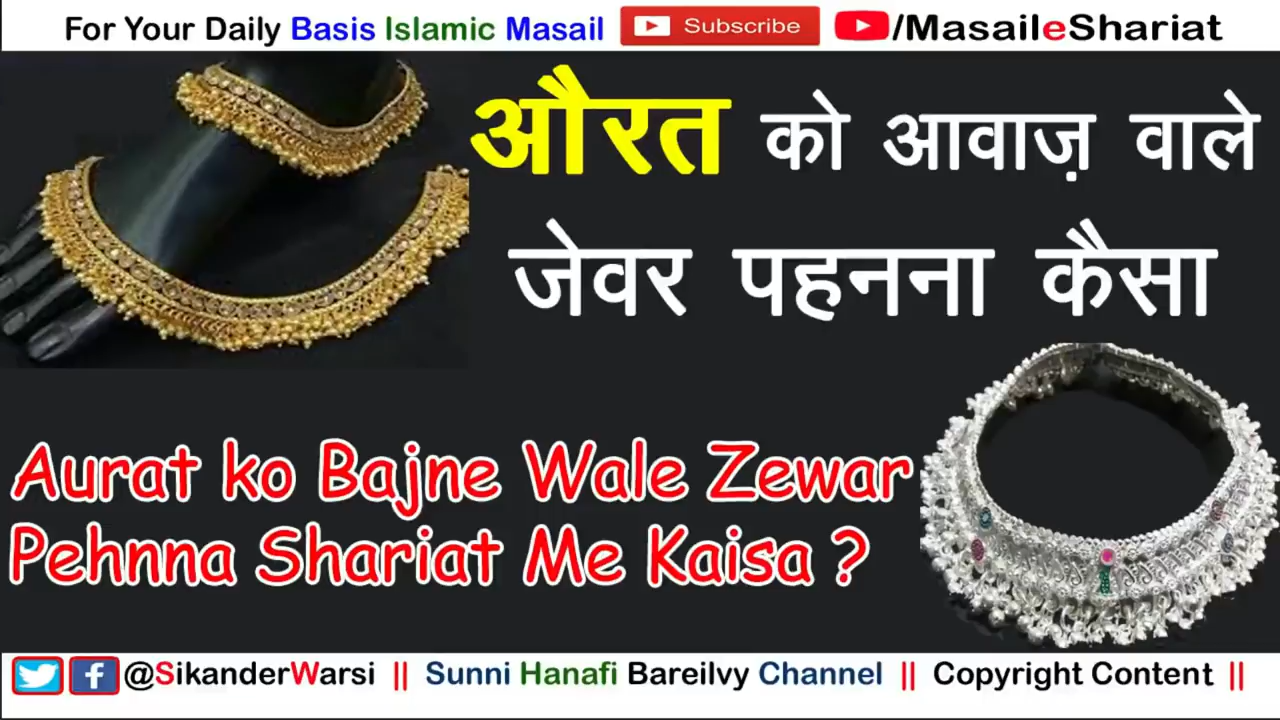 For Your Daily Basis Islamic Masail Subscribe /MasaileShariat
औरत को आवाज़ वाले
जेवर पहनना कैसा
Aurat ko Bajne Wale Zewar
Pehnna Shariat Me Kaisa ?
@SikanderWarsi || Sunni Hanafi Bareilvy Channel || Copyright Content ||